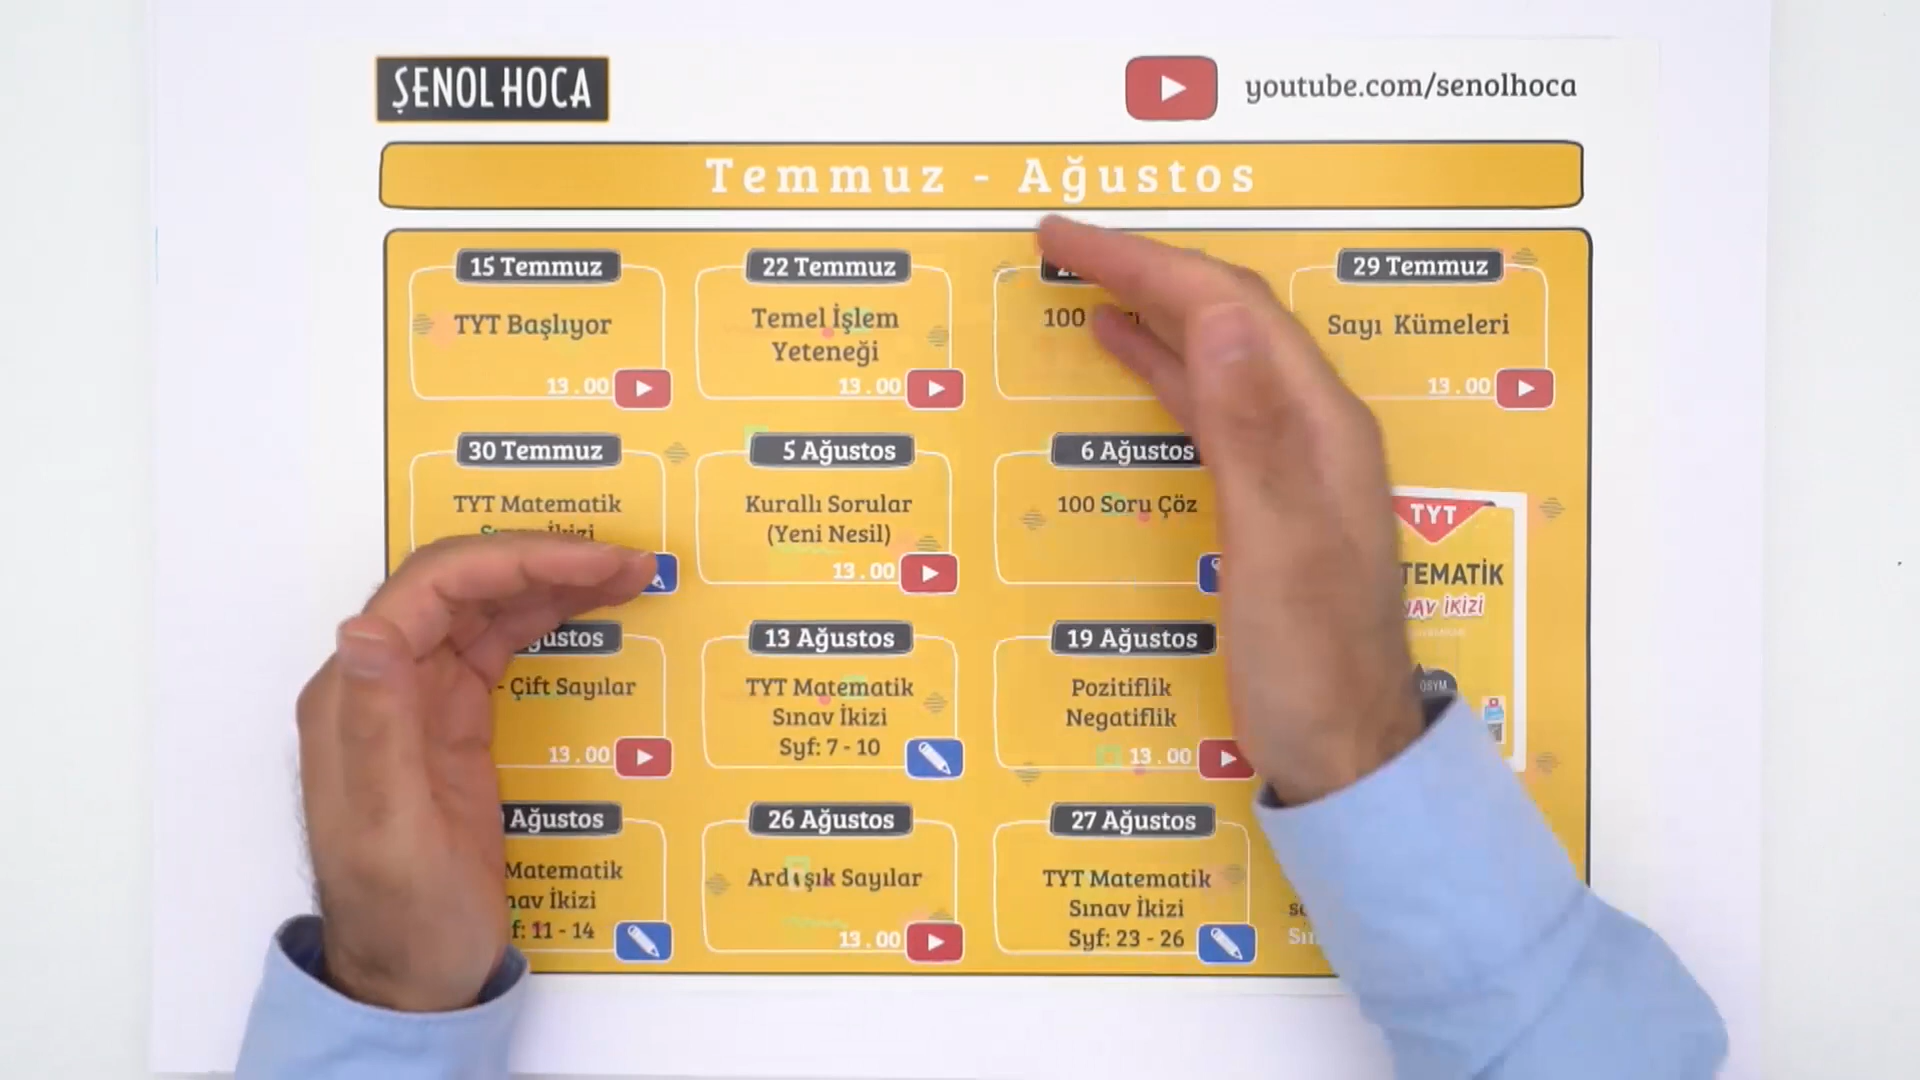 ŞENOL HOCA
youtube.com/senolhoca
Temmuz - Ağustos
15 Temmuz
TYT Başlıyor
13.00
22 Temmuz
Temel İşlem
Yeteneği
13.00
100
29 Temmuz
Sayı Kümeleri
13.00
30 Temmuz
TYT Matematik
5 Ağustos
Kurallı Sorular
(Yeni Nesil)
13.00
6 Ağustos
100 Soru Çöz
- Çift Sayılar
13.00
13 Ağustos
TYT Matematik
Sınav İkizi
Syf: 7 - 10
19 Ağustos
Pozitiflik
Negatiflik
13.00
Ağustos
Matematik
İkizi
11 - 14
26 Ağustos
Ardışık Sayılar
13.00
27 Ağustos
TYT Matematik
Sınav İkizi
Syf: 23 - 26
TYT
İKİZİ
ÖSYM